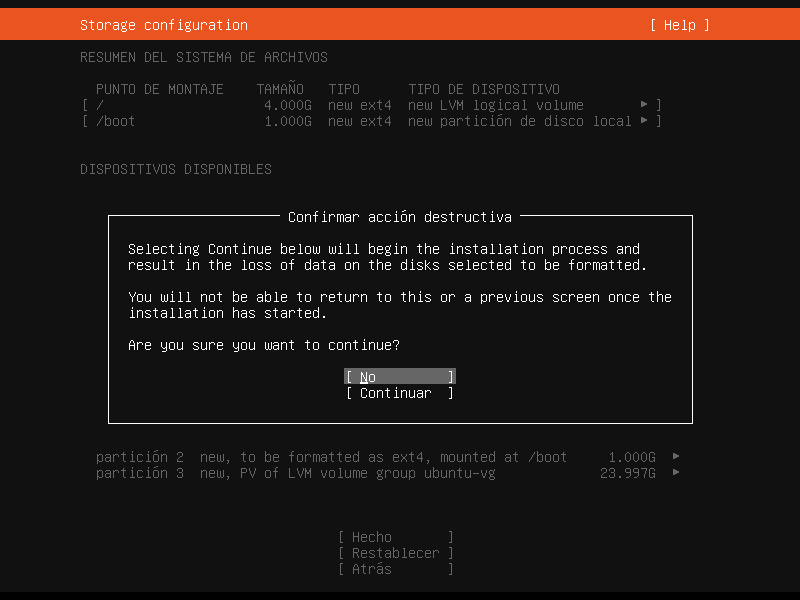 Storage configuration [ Help ]
RESUMEN DEL SISTEMA DE ARCHIVOS
PUNTO DE MONTAJE TAMAÑO TIPO TIPO DE DISPOSITIVO
[ / 4.000G new ext4 new LVM logical volume ▸ ]
[ /boot 1.000G new ext4 new partición de disco local ▸ ]
DISPOSITIVOS DISPONIBLES
Confirmar acción destructiva
Selecting Continue below will begin the installation process and
result in the loss of data on the disks selected to be formatted.
You will not be able to return to this or a previous screen once the
installation has started.
Are you sure you want to continue?
[ No ]
[ Continuar ]
partición 2 new, to be formatted as ext4, mounted at /boot 1.000G ▸
partición 3 new, PV of LVM volume group ubuntu-vg 23.997G ▸
[ Hecho ]
[ Restablecer ]
[ Atrás ]